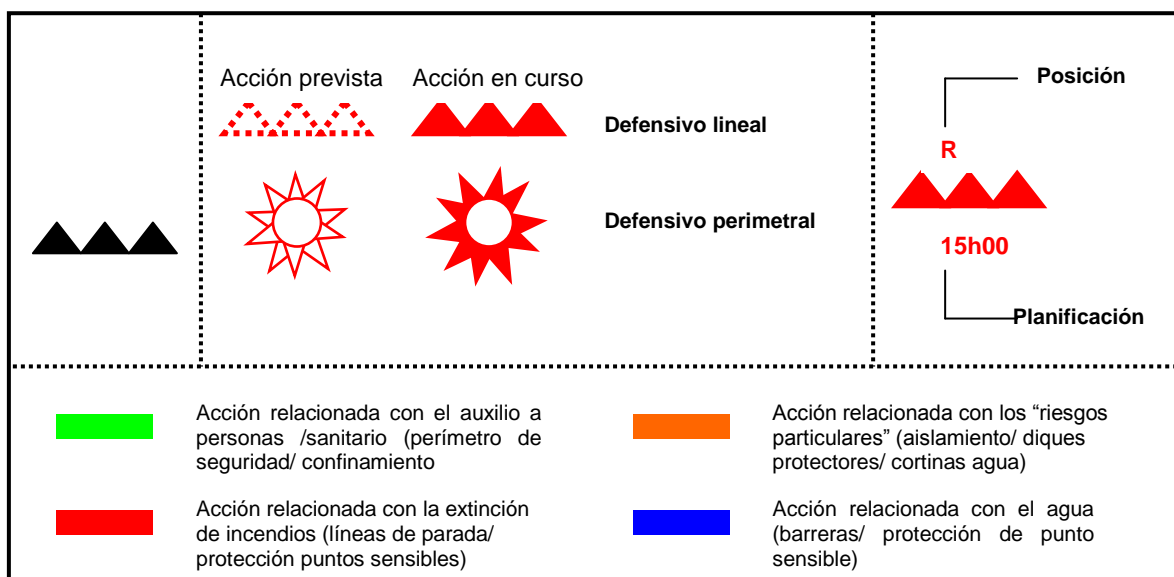 Acción prevista
Acción en curso
Defensivo lineal
Defensivo perimetral
Posición
R
15h00
Planificación
Acción relacionada con el auxilio a
personas /sanitario (perímetro de
seguridad/ confinamiento
Acción relacionada con la extinción
de incendios (líneas de parada/
protección puntos sensibles)
Acción relacionada con los “riesgos
particulares” (aislamiento/ diques
protectores/ cortinas agua)
Acción relacionada con el agua
(barreras/ protección de punto
sensible)